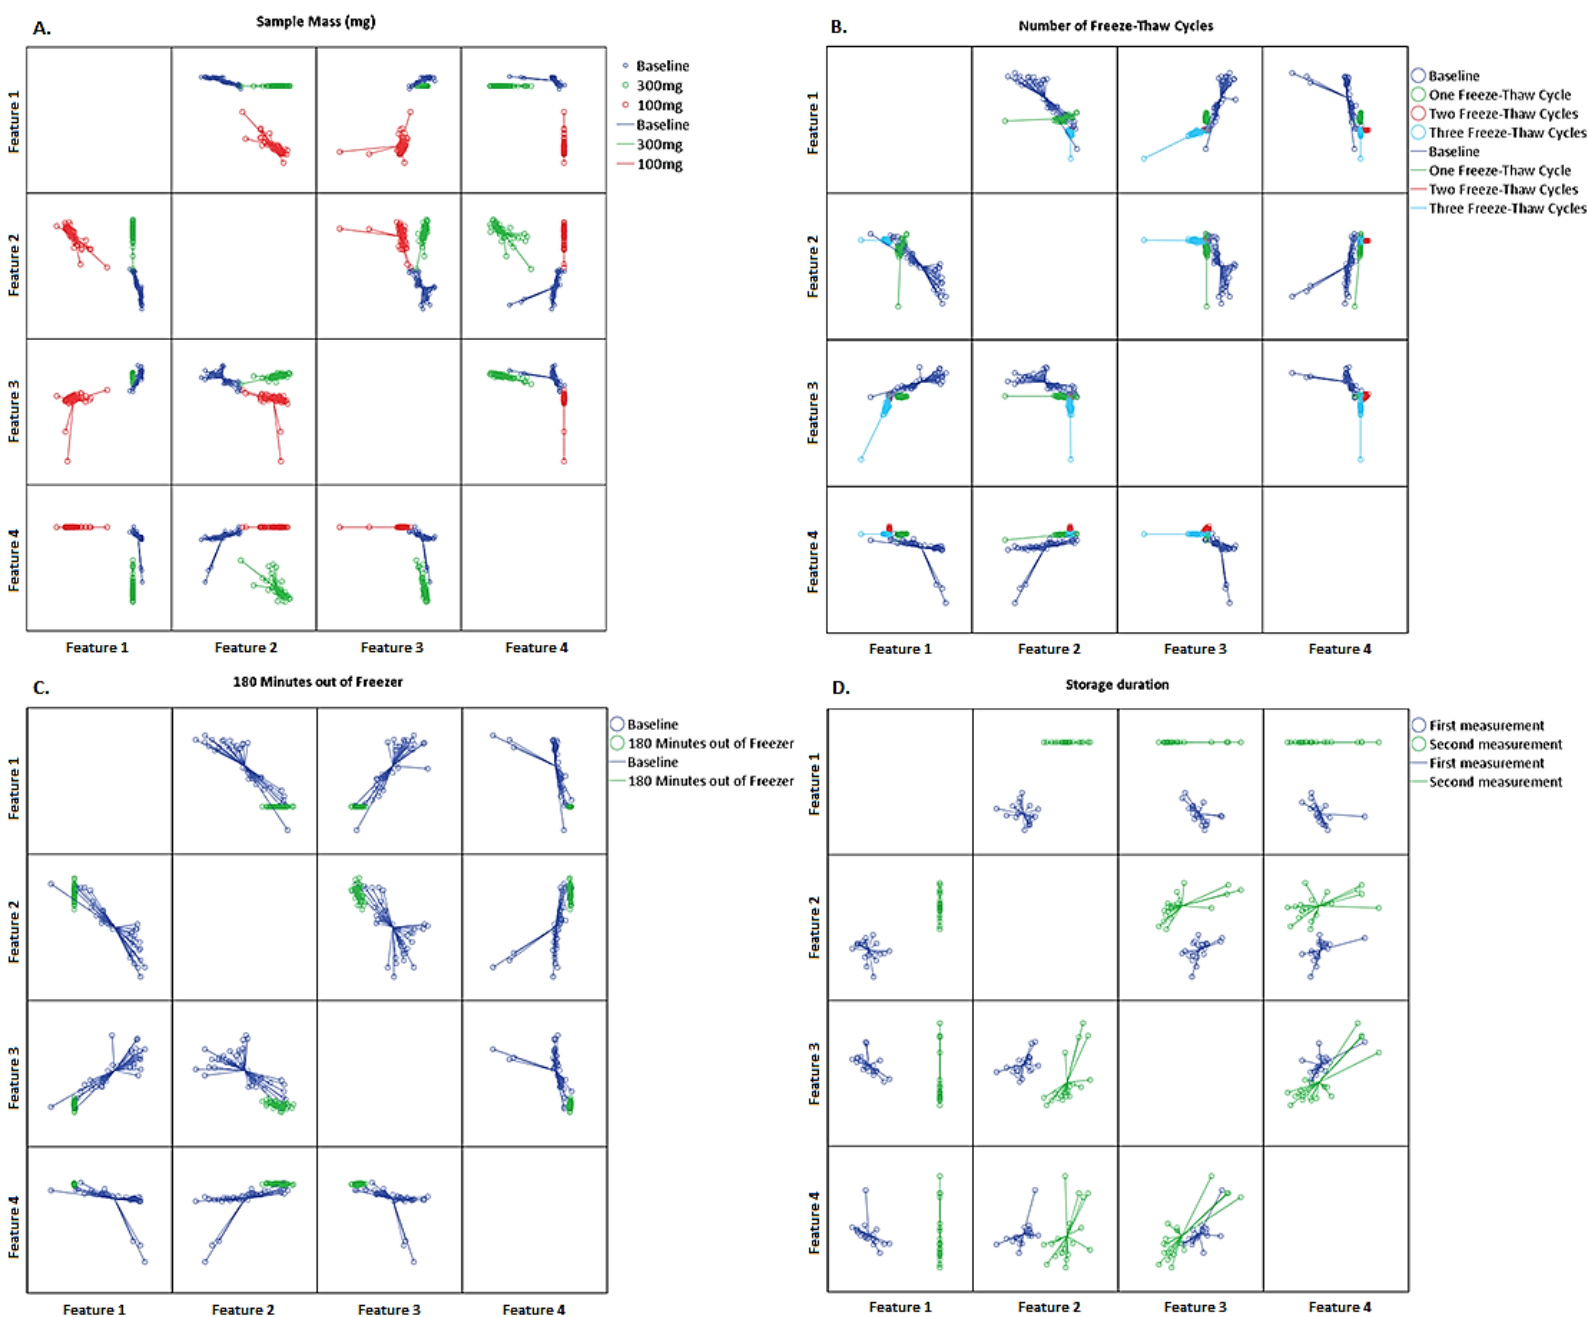 A.
Sample Mass (mg)
Feature 1
Feature 2
Feature 3
Feature 4
Feature 1
Feature 2
Feature 3
Feature 4
Baseline
300mg
100mg
Baseline
300mg
100mg
B.
Number of Freeze-Thaw Cycles
Feature 1
Feature 2
Feature 3
Feature 4
Feature 1
Feature 2
Feature 3
Feature 4
Baseline
One Freeze-Thaw Cycle
Two Freeze-Thaw Cycles
Three Freeze-Thaw Cycles
Baseline
One Freeze-Thaw Cycle
Two Freeze-Thaw Cycles
Three Freeze-Thaw Cycles
C.
180 Minutes out of Freezer
Feature 1
Feature 2
Feature 3
Feature 4
Feature 1
Feature 2
Feature 3
Feature 4
Baseline
180 Minutes out of Freezer
Baseline
180 Minutes out of Freezer
D.
Storage duration
Feature 1
Feature 2
Feature 3
Feature 4
Feature 1
Feature 2
Feature 3
Feature 4
First measurement
Second measurement
First measurement
Second measurement